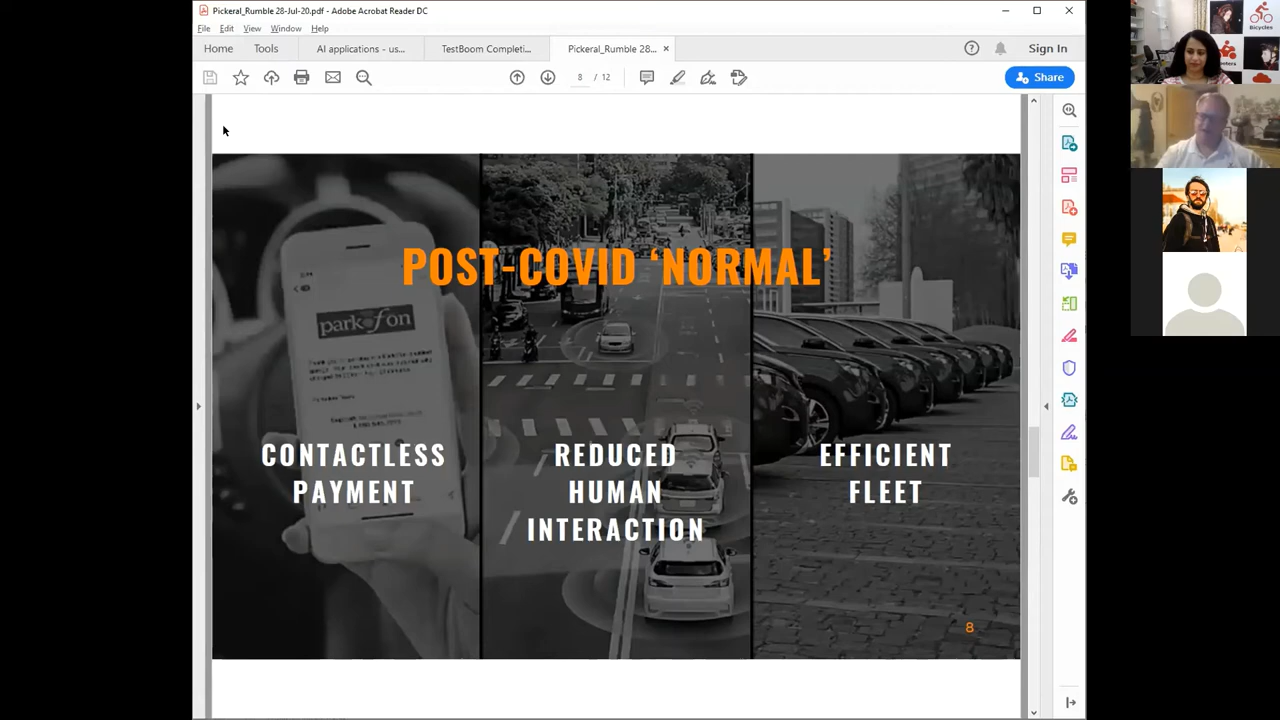 Pickeral_Rumble 28-Jul-20.pdf - Adobe Acrobat Reader DC
File Edit View Window Help
Home Tools AI applications - us... TestBoom Completi... Pickeral_Rumble 28... × Sign In
8 / 12 Share
POST-COVID ‘NORMAL’
park f on
CONTACTLESS
PAYMENT
REDUCED
HUMAN
INTERACTION
EFFICIENT
FLEET
8
Bicycles